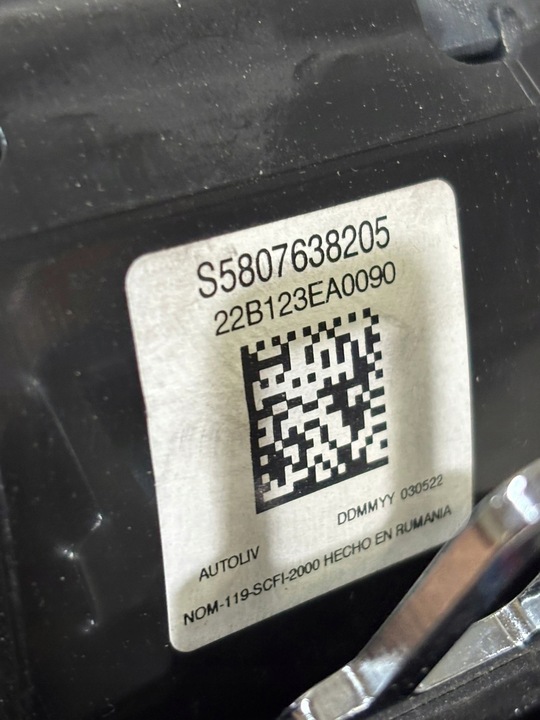 S5807638205
22B123EA0090
DDMMYY 030522
AUTOLIV
NOM-119-SCFI-2000 HECHO EN RUMANIA